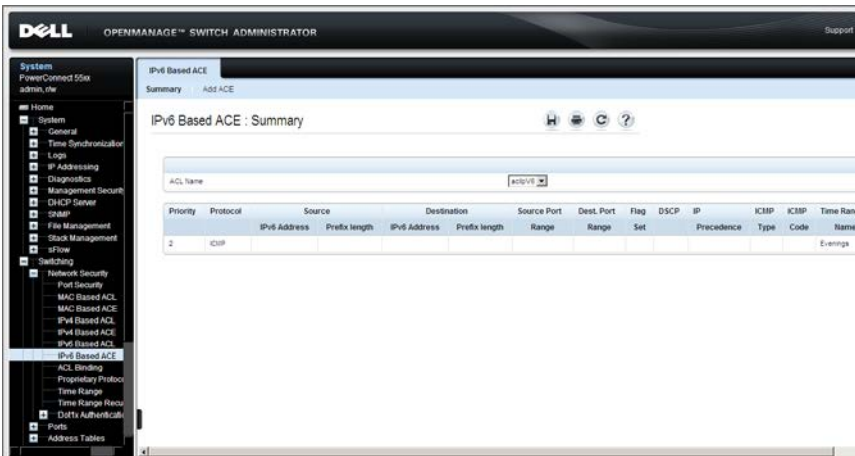 DELL OPENMANAGE™ SWITCH ADMINISTRATOR Support
System
PowerConnect 55xx
admin, r/w
Home
System
General
Time Synchronization
Logs
IP Addressing
Diagnostics
Management Securit
DHCP Server
SNMP
File Management
Stack Management
sFlow
Switching
Network Security
Port Security
MAC Based ACL
MAC Based ACE
IPv4 Based ACL
IPv4 Based ACE
IPv6 Based ACL
IPv6 Based ACE
ACL Binding
Proprietary Protoco
Time Range
Time Range Recu
Dot1x Authenticati
Ports
Address Tables
IPv6 Based ACE
Summary Add ACE
IPv6 Based ACE : Summary
?
ACL Name
Priority Protocol Source Destination Source Port Dest. Port Flag DSCP IP ICMP ICMP Time Ran
IPv6 Address Prefix length IPv6 Address Prefix length Range Range Set Precedence Type Code Name
2 ICMP Evenings